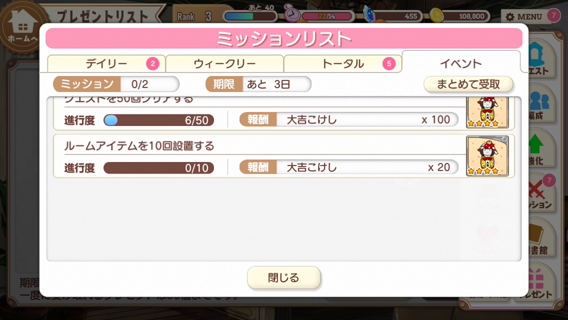 ホームへ
プレゼントリスト
Rank 3
あと 40
455
108,800
MENU
7
ミッションリスト
デイリー 2
ウィークリー
トータル 5
イベント
ミッション 0/2
期限 あと 3日
まとめて受取
クエストを50回クリアする
進行度 6/50
報酬 大吉こけし x 100
ルームアイテムを10回設置する
進行度 0/10
報酬 大吉こけし x 20
閉じる